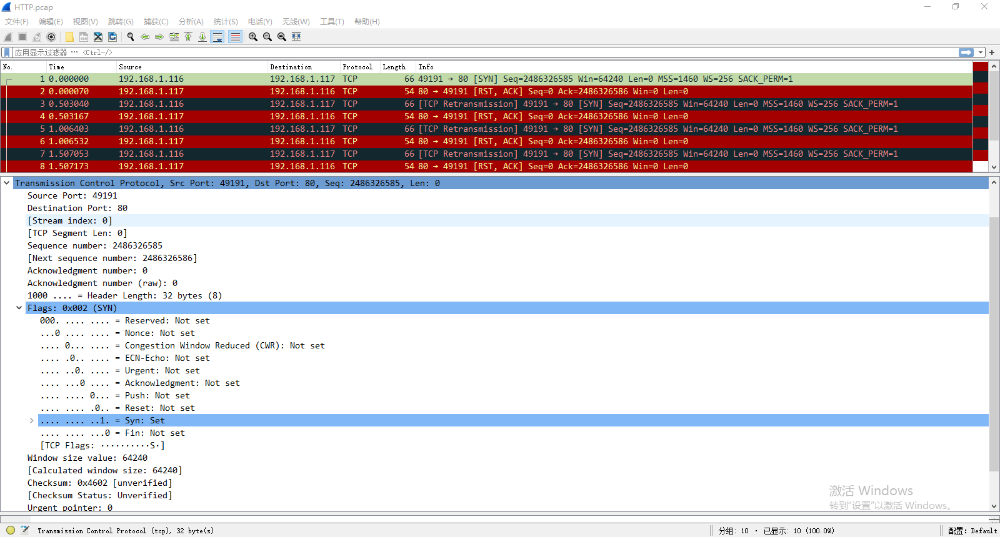 HTTP.pcap
文件(F) 编辑(E) 视图(V) 跳转(G) 捕获(C) 分析(A) 统计(S) 电话(Y) 无线(W) 工具(T) 帮助(H)
应用显示过滤器 … <Ctrl-/>
No. Time Source Destination Protocol Length Info
1 0.000000 192.168.1.116 192.168.1.117 TCP 66 49191 → 80 [SYN] Seq=2486326585 Win=64240 Len=0 MSS=1460 WS=256 SACK_PERM=1
2 0.000070 192.168.1.117 192.168.1.116 TCP 54 80 → 49191 [RST, ACK] Seq=0 Ack=2486326586 Win=0 Len=0
3 0.503040 192.168.1.116 192.168.1.117 TCP 66 [TCP Retransmission] 49191 → 80 [SYN] Seq=2486326585 Win=64240 Len=0 MSS=1460 WS=256 SACK_PERM=1
4 0.503167 192.168.1.117 192.168.1.116 TCP 54 80 → 49191 [RST, ACK] Seq=0 Ack=2486326586 Win=0 Len=0
5 1.006403 192.168.1.116 192.168.1.117 TCP 66 [TCP Retransmission] 49191 → 80 [SYN] Seq=2486326585 Win=64240 Len=0 MSS=1460 WS=256 SACK_PERM=1
6 1.006532 192.168.1.117 192.168.1.116 TCP 54 80 → 49191 [RST, ACK] Seq=0 Ack=2486326586 Win=0 Len=0
7 1.507053 192.168.1.116 192.168.1.117 TCP 66 [TCP Retransmission] 49191 → 80 [SYN] Seq=2486326585 Win=64240 Len=0 MSS=1460 WS=256 SACK_PERM=1
8 1.507173 192.168.1.117 192.168.1.116 TCP 54 80 → 49191 [RST, ACK] Seq=0 Ack=2486326586 Win=0 Len=0
Transmission Control Protocol, Src Port: 49191, Dst Port: 80, Seq: 2486326585, Len: 0
Source Port: 49191
Destination Port: 80
[Stream index: 0]
[TCP Segment Len: 0]
Sequence number: 2486326585
[Next sequence number: 2486326586]
Acknowledgment number: 0
Acknowledgment number (raw): 0
1000 .... = Header Length: 32 bytes (8)
Flags: 0x002 (SYN)
000. .... .... = Reserved: Not set
...0 .... .... = Nonce: Not set
.... 0... .... = Congestion Window Reduced (CWR): Not set
.... .0.. .... = ECN-Echo: Not set
.... ..0. .... = Urgent: Not set
.... ...0 .... = Acknowledgment: Not set
.... .... 0... = Push: Not set
.... .... .0.. = Reset: Not set
.... .... ..1. = Syn: Set
.... .... ...0 = Fin: Not set
[TCP Flags: ··········S·]
Window size value: 64240
[Calculated window size: 64240]
Checksum: 0x4602 [unverified]
[Checksum Status: Unverified]
Urgent pointer: 0
激活 Windows
转到"设置"以激活 Windows。
Transmission Control Protocol (tcp), 32 byte(s) 分组: 10 · 已显示: 10 (100.0%) 配置: Default